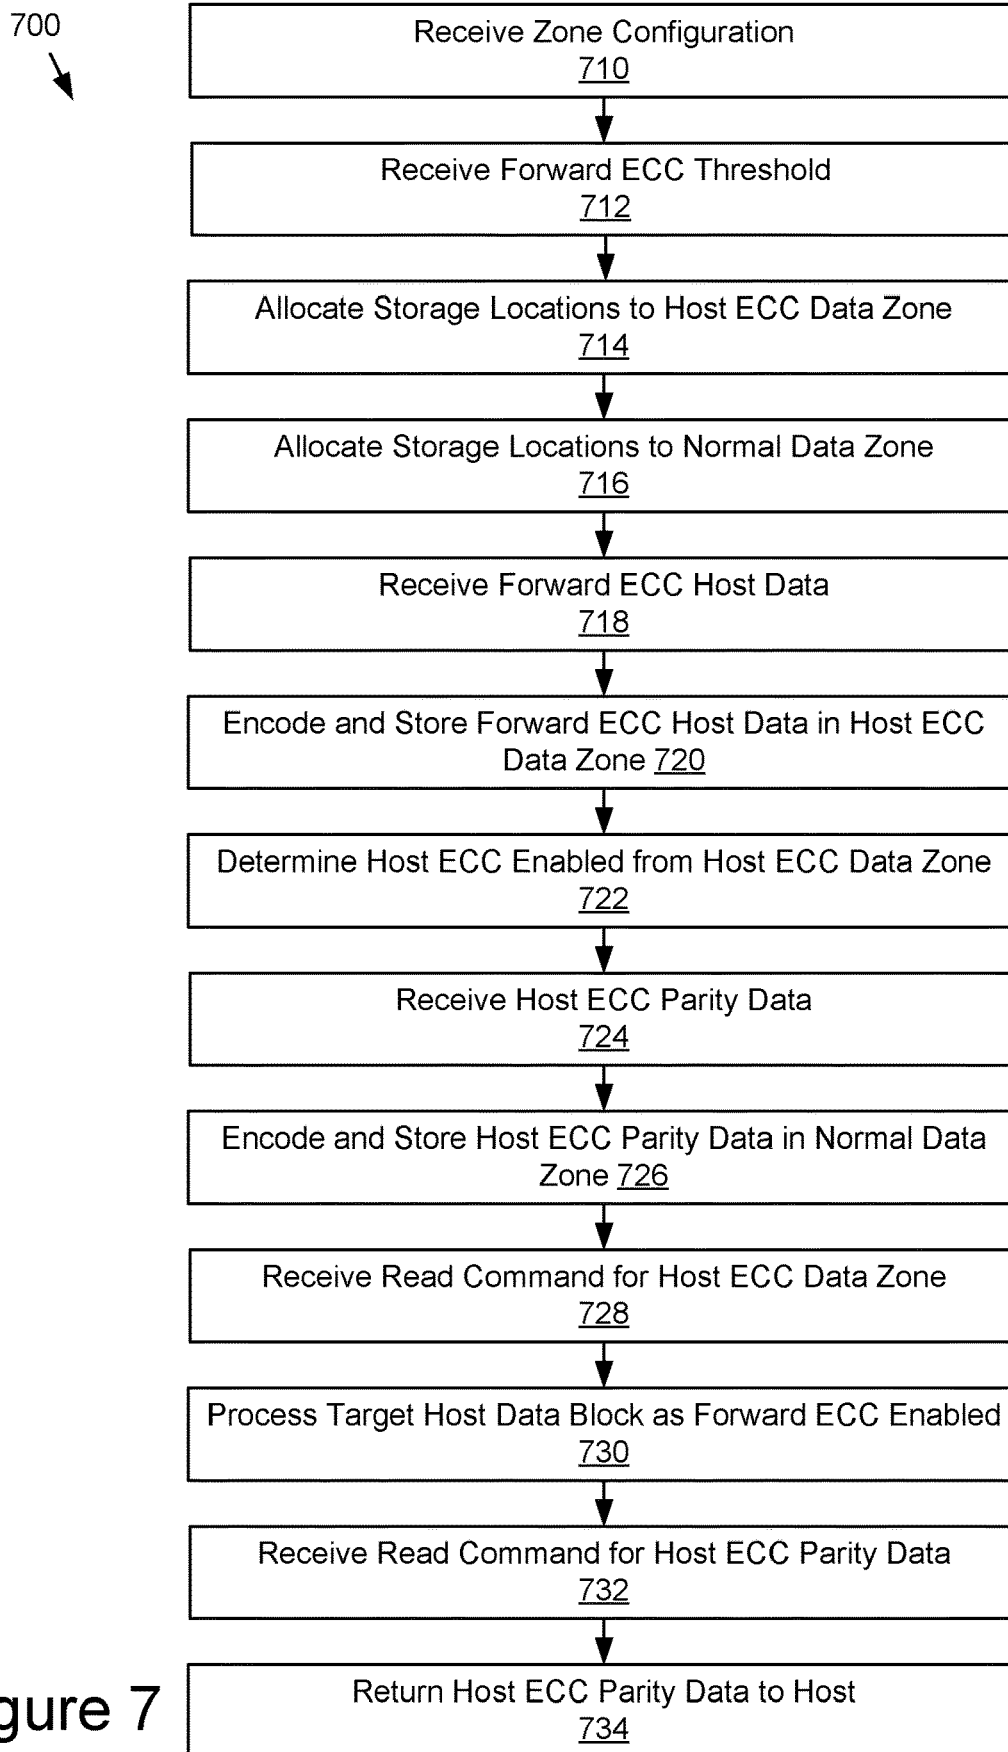 700
Receive Zone Configuration
710
Receive Forward ECC Threshold
712
Allocate Storage Locations to Host ECC Data Zone
714
Allocate Storage Locations to Normal Data Zone
716
Receive Forward ECC Host Data
718
Encode and Store Forward ECC Host Data in Host ECC
Data Zone 720
Determine Host ECC Enabled from Host ECC Data Zone
722
Receive Host ECC Parity Data
724
Encode and Store Host ECC Parity Data in Normal Data
Zone 726
Receive Read Command for Host ECC Data Zone
728
Process Target Host Data Block as Forward ECC Enabled
730
Receive Read Command for Host ECC Parity Data
732
Return Host ECC Parity Data to Host
734
gure 7